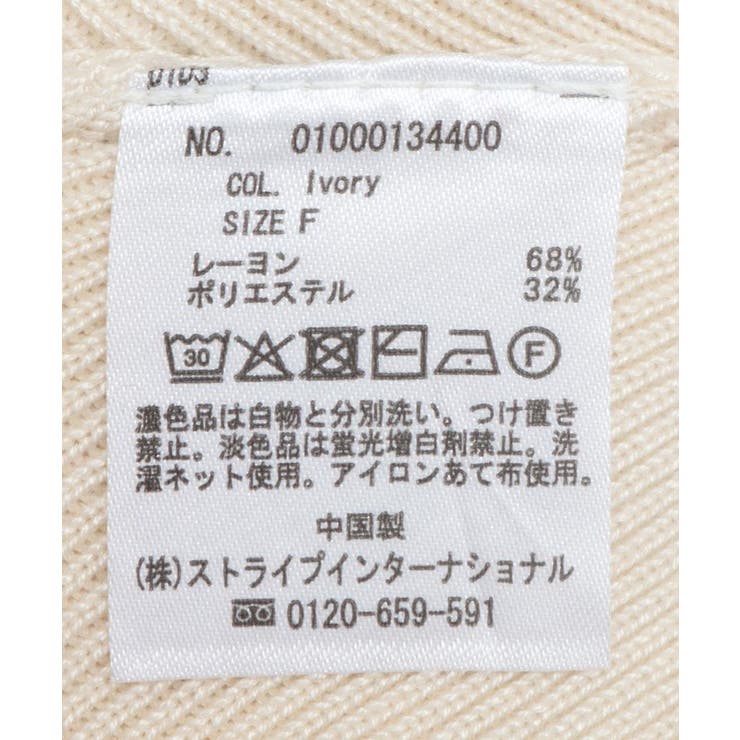 NO. 01000134400
COL. Ivory
SIZE F
レーヨン 68%
ポリエステル 32%
30 F
濃色品は白物と分別洗い。つけ置き
禁止。淡色品は蛍光増白剤禁止。洗
濯ネット使用。アイロンあて布使用。
中国製
(株)ストライプインターナショナル
0120-659-591